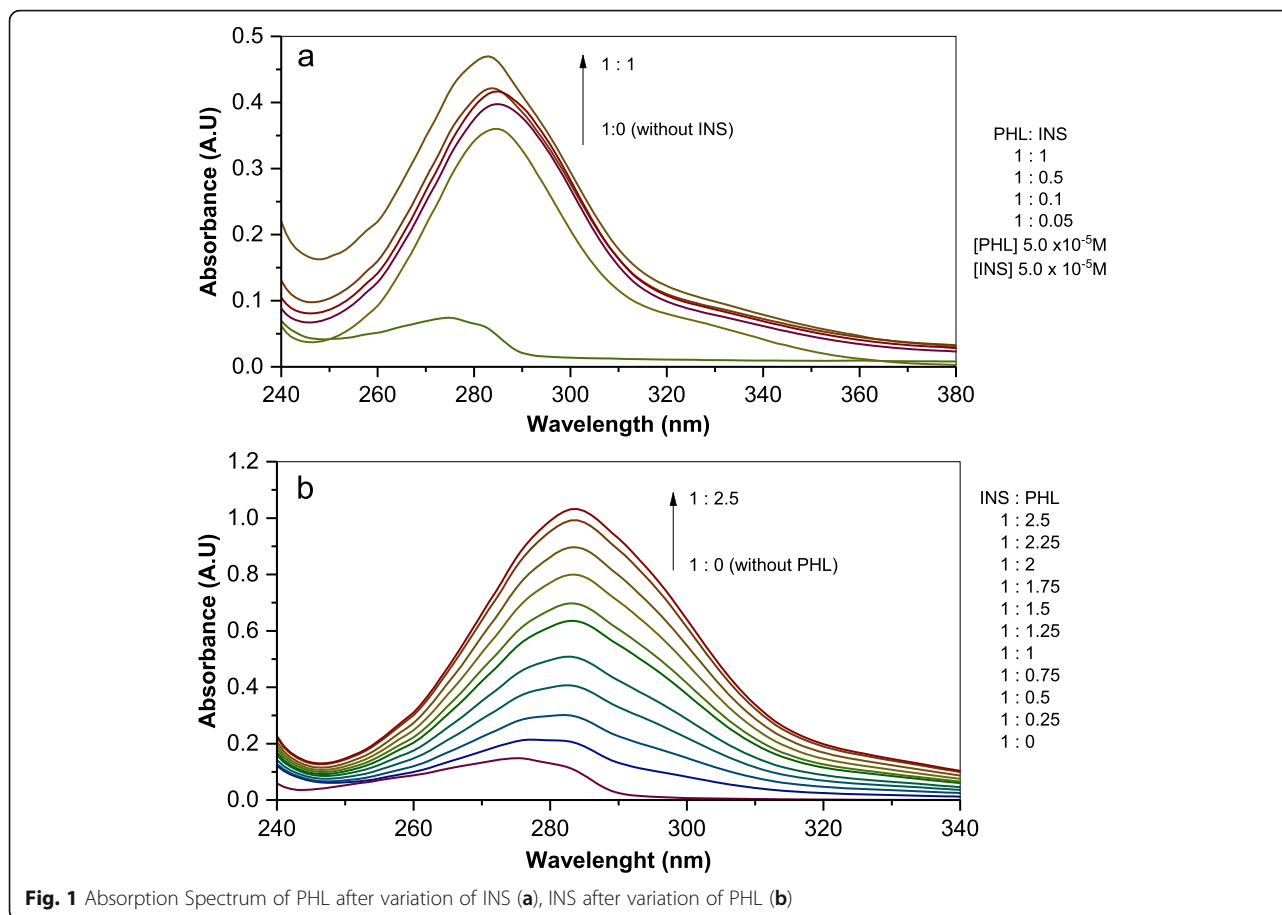 a
0.5
0.4
0.3
0.2
0.1
0.0
Absorbance (A.U)
1 : 1
1:0 (without INS)
240 260 280 300 320 340 360 380
Wavelength (nm)
PHL: INS
1 : 1
1 : 0.5
1 : 0.1
1 : 0.05
[PHL] 5.0 x10-5M
[INS] 5.0 x 10-5M
b
1.2
1.0
0.8
0.6
0.4
0.2
0.0
Absorbance (A.U)
1 : 2.5
1 : 0 (without PHL)
240 260 280 300 320 340
Wavelenght (nm)
INS : PHL
1 : 2.5
1 : 2.25
1 : 2
1 : 1.75
1 : 1.5
1 : 1.25
1 : 1
1 : 0.75
1 : 0.5
1 : 0.25
1 : 0
Fig. 1 Absorption Spectrum of PHL after variation of INS (a), INS after variation of PHL (b)